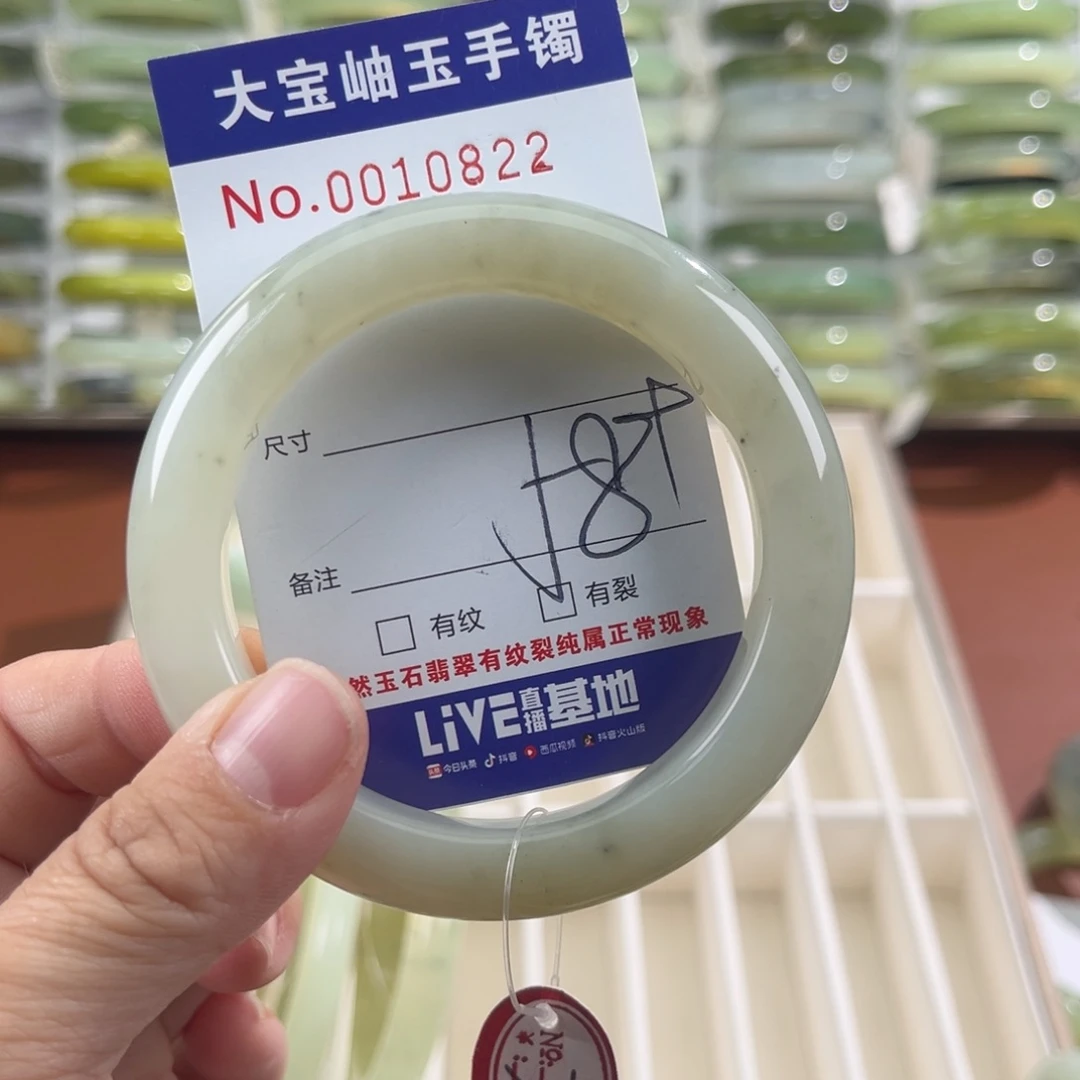 大宝岫玉手镯
No.0010822
尺寸
备注
有纹 有裂
然玉石翡翠有纹裂纯属正常现象
LiVE直播基地
今日头条 抖音 西瓜视频 抖音火山版
No: